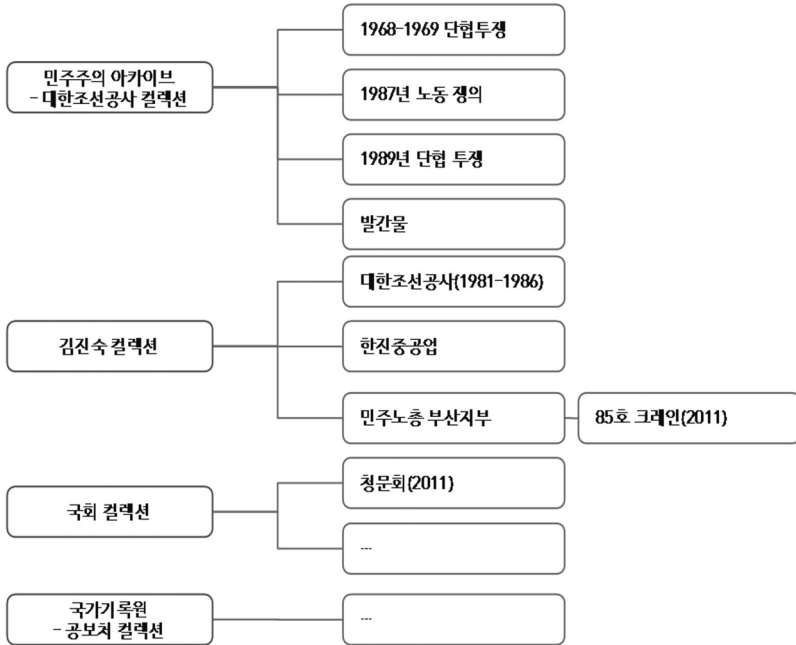 민주주의 아카이브
- 대한조선공사 컬렉션
1968-1969 단협투쟁
1987년 노동 쟁의
1989년 단협 투쟁
발간물
김진숙 컬렉션
대한조선공사(1981-1986)
한진중공업
민주노총 부산지부
85호 크레인(2011)
국회 컬렉션
청문회(2011)
---
국가기록원
- 공보처 컬렉션
---